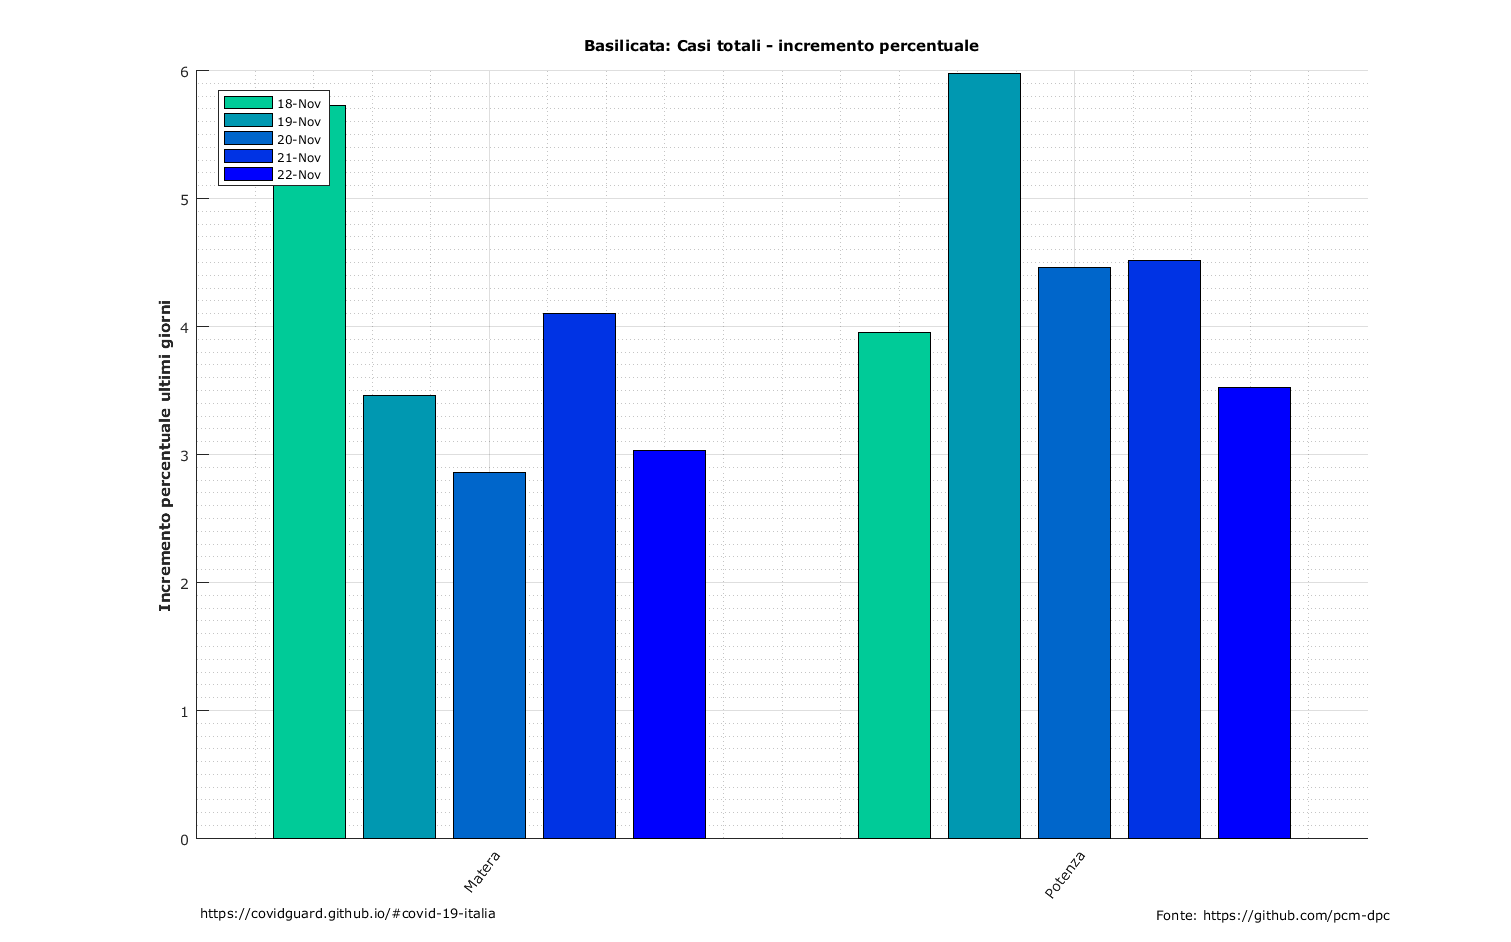 Basilicata: Casi totali - incremento percentuale
Incremento percentuale ultimi giorni
6
5
4
3
2
1
0
18-Nov
19-Nov
20-Nov
21-Nov
22-Nov
Matera
Potenza
https://covidguard.github.io/#covid-19-italia
Fonte: https://github.com/pcm-dpc